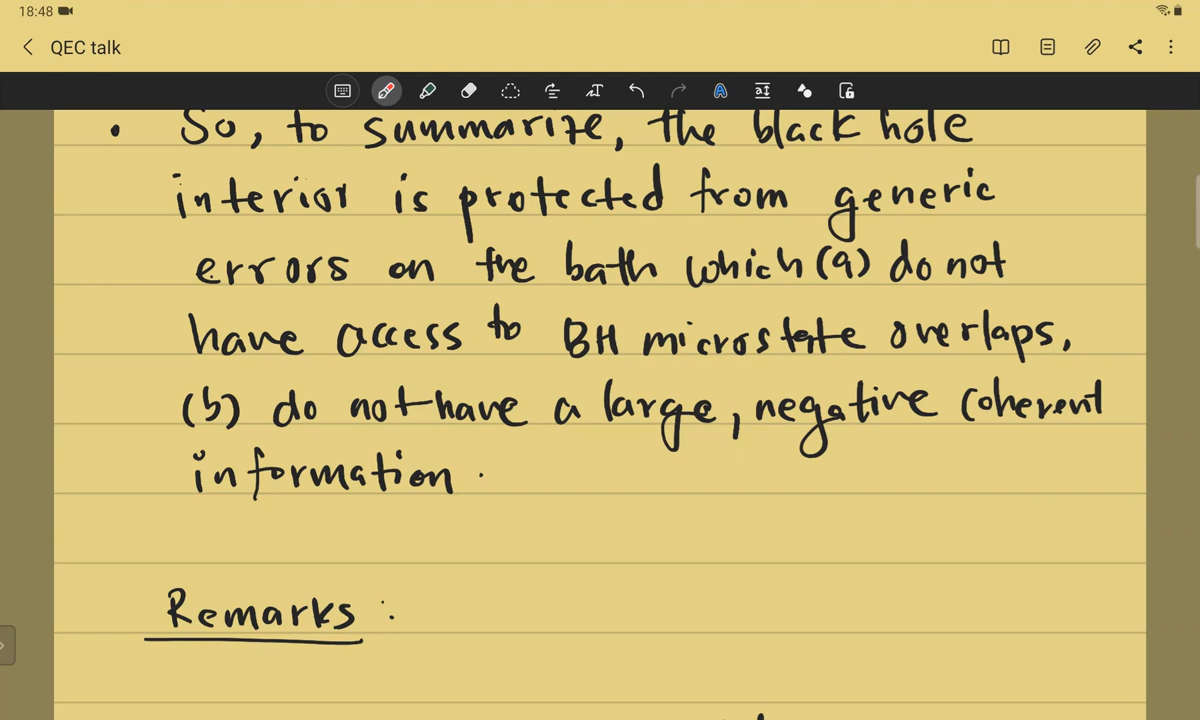 18:48
QEC talk
• So, to summarize, the black hole
interior is protected from generic
errors on the bath which (a) do not
have access to BH microstate overlaps,
(b) do not have a large, negative coherent
information.
Remarks :